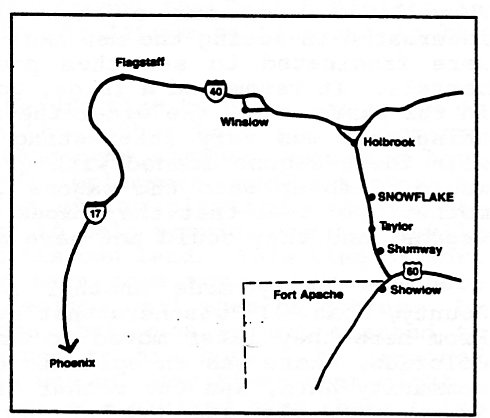 Flagstaff
40
Winslow
Holbrook
SNOWFLAKE
17
Taylor
Shumway
60
Fort Apache
Showlow
Phoenix